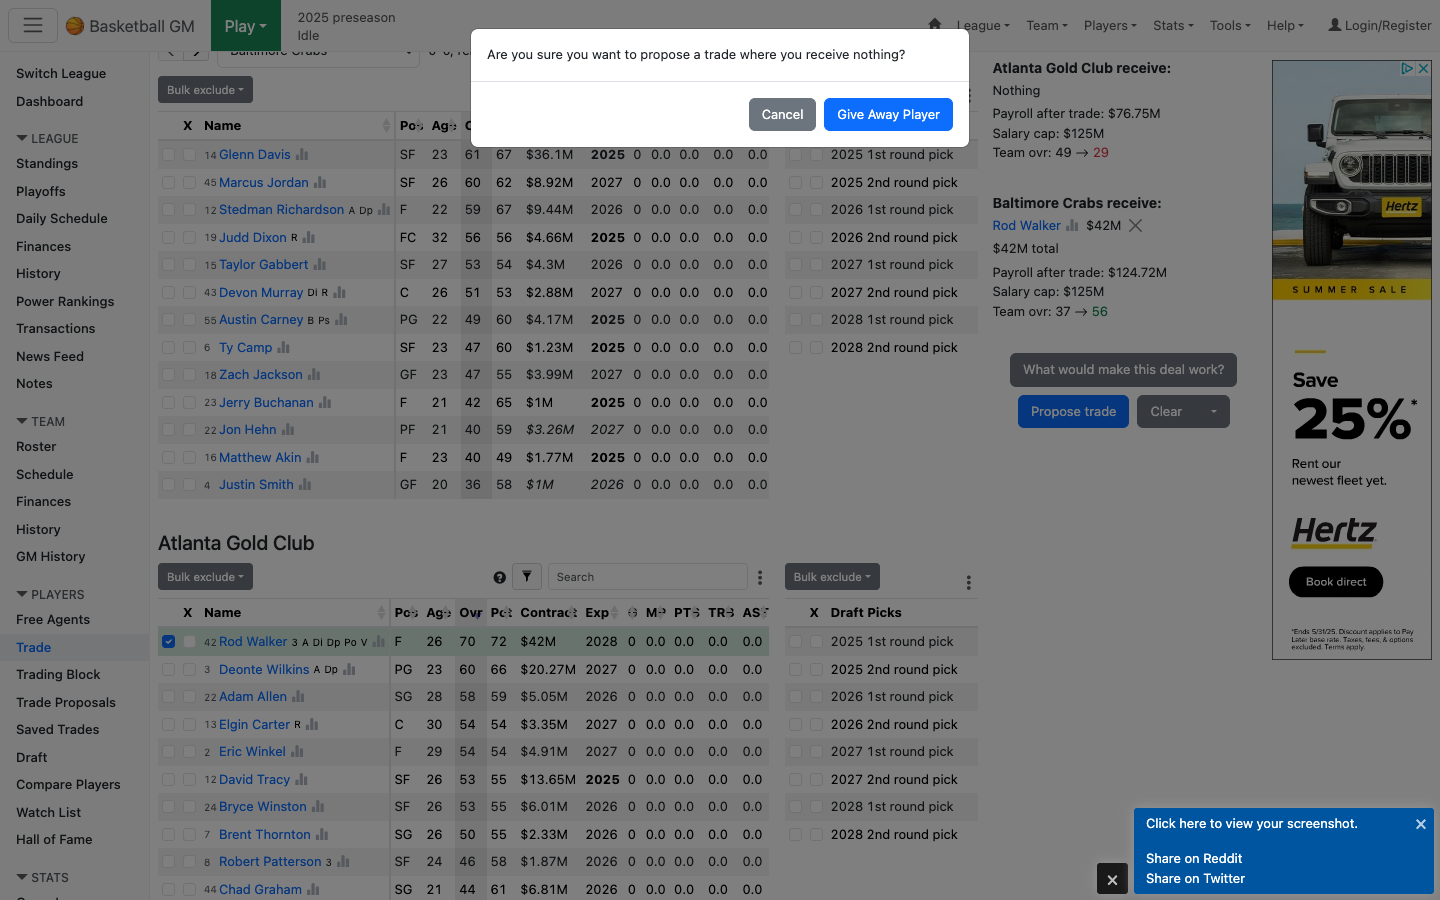 Basketball GM
Play
2025 preseason
Idle
League
Team
Players
Stats
Tools
Help
Login/Register
Are you sure you want to propose a trade where you receive nothing?
Cancel
Give Away Player
Switch League
Dashboard
LEAGUE
Standings
Playoffs
Daily Schedule
Finances
History
Power Rankings
Transactions
News Feed
Notes
TEAM
Roster
Schedule
Finances
History
GM History
PLAYERS
Free Agents
Trade
Trading Block
Trade Proposals
Saved Trades
Draft
Compare Players
Watch List
Hall of Fame
STATS
Baltimore Crabs
Bulk exclude
X Name Pos Age
14 Glenn Davis SF 23 61 67 $36.1M 2025 0 0.0 0.0 0.0 0.0
45 Marcus Jordan SF 26 60 62 $8.92M 2027 0 0.0 0.0 0.0 0.0
12 Stedman Richardson A Dp F 22 59 67 $9.44M 2026 0 0.0 0.0 0.0 0.0
19 Judd Dixon R FC 32 56 56 $4.66M 2025 0 0.0 0.0 0.0 0.0
15 Taylor Gabbert SF 27 53 54 $4.3M 2026 0 0.0 0.0 0.0 0.0
43 Devon Murray Di R C 26 51 53 $2.88M 2027 0 0.0 0.0 0.0 0.0
55 Austin Carney B Ps PG 22 49 60 $4.17M 2025 0 0.0 0.0 0.0 0.0
6 Ty Camp SF 23 47 60 $1.23M 2025 0 0.0 0.0 0.0 0.0
18 Zach Jackson GF 23 47 55 $3.99M 2027 0 0.0 0.0 0.0 0.0
23 Jerry Buchanan F 21 42 65 $1M 2025 0 0.0 0.0 0.0 0.0
22 Jon Hehn PF 21 40 59 $3.26M 2027 0 0.0 0.0 0.0 0.0
16 Matthew Akin F 23 40 49 $1.77M 2025 0 0.0 0.0 0.0 0.0
4 Justin Smith GF 20 36 58 $1M 2026 0 0.0 0.0 0.0 0.0
2025 1st round pick
2025 2nd round pick
2026 1st round pick
2026 2nd round pick
2027 1st round pick
2027 2nd round pick
2028 1st round pick
2028 2nd round pick
Atlanta Gold Club
Bulk exclude
Search
X Name Pos Age Ovr Pot Contract Exp G MP PTS TRB AST
42 Rod Walker 3 A Di Dp Po V F 26 70 72 $42M 2028 0 0.0 0.0 0.0 0.0
3 Deonte Wilkins A Dp PG 23 60 66 $20.27M 2027 0 0.0 0.0 0.0 0.0
22 Adam Allen SG 28 58 59 $5.05M 2026 0 0.0 0.0 0.0 0.0
13 Elgin Carter R C 30 54 54 $3.35M 2027 0 0.0 0.0 0.0 0.0
2 Eric Winkel F 29 54 54 $4.91M 2027 0 0.0 0.0 0.0 0.0
12 David Tracy SF 26 53 55 $13.65M 2025 0 0.0 0.0 0.0 0.0
24 Bryce Winston SF 26 53 55 $6.01M 2026 0 0.0 0.0 0.0 0.0
7 Brent Thornton SG 26 50 55 $2.33M 2026 0 0.0 0.0 0.0 0.0
8 Robert Patterson 3 SF 24 46 58 $1.87M 2026 0 0.0 0.0 0.0 0.0
44 Chad Graham SG 21 44 61 $6.81M 2026 0 0.0 0.0 0.0 0.0
Bulk exclude
X Draft Picks
2025 1st round pick
2025 2nd round pick
2026 1st round pick
2026 2nd round pick
2027 1st round pick
2027 2nd round pick
2028 1st round pick
2028 2nd round pick
Atlanta Gold Club receive:
Nothing
Payroll after trade: $76.75M
Salary cap: $125M
Team ovr: 49 → 29
Baltimore Crabs receive:
Rod Walker $42M
$42M total
Payroll after trade: $124.72M
Salary cap: $125M
Team ovr: 37 → 56
What would make this deal work?
Propose trade
Clear
Hertz
SUMMER SALE
Save
25%*
Rent our
newest fleet yet.
Hertz
Book direct
*Ends 5/31/25. Discount applies to Pay
Later base rate. Taxes, fees, & options
excluded. Terms apply.
Click here to view your screenshot.
Share on Reddit
Share on Twitter